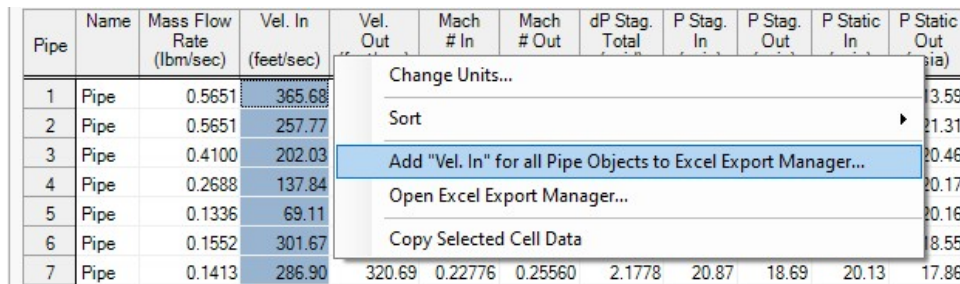 Pipe Name Mass Flow Rate (lbm/sec) Vel. In (feet/sec) Vel. Out Mach # In Mach # Out dP Stag. Total P Stag. In P Stag. Out P Static In P Static Out
1 Pipe 0.5651 365.68 13.59
2 Pipe 0.5651 257.77 21.31
3 Pipe 0.4100 202.03 20.46
4 Pipe 0.2688 137.84 20.17
5 Pipe 0.1336 69.11 20.16
6 Pipe 0.1552 301.67 18.55
7 Pipe 0.1413 286.90 320.69 0.22776 0.25560 2.1778 20.87 18.69 20.13 17.86
Change Units...
Sort
Add "Vel. In" for all Pipe Objects to Excel Export Manager...
Open Excel Export Manager...
Copy Selected Cell Data